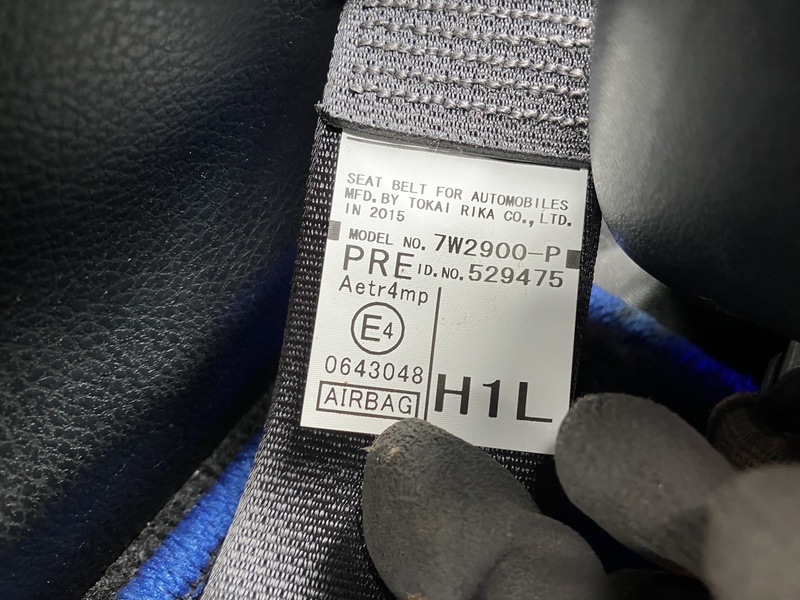 SEAT BELT FOR AUTOMOBILES
MFD. BY TOKAI RIKA CO., LTD.
IN 2015
MODEL NO. 7W2900-P
PRE ID.NO. 529475
Aetr4mp
E4
0643048
AIRBAG
H1L